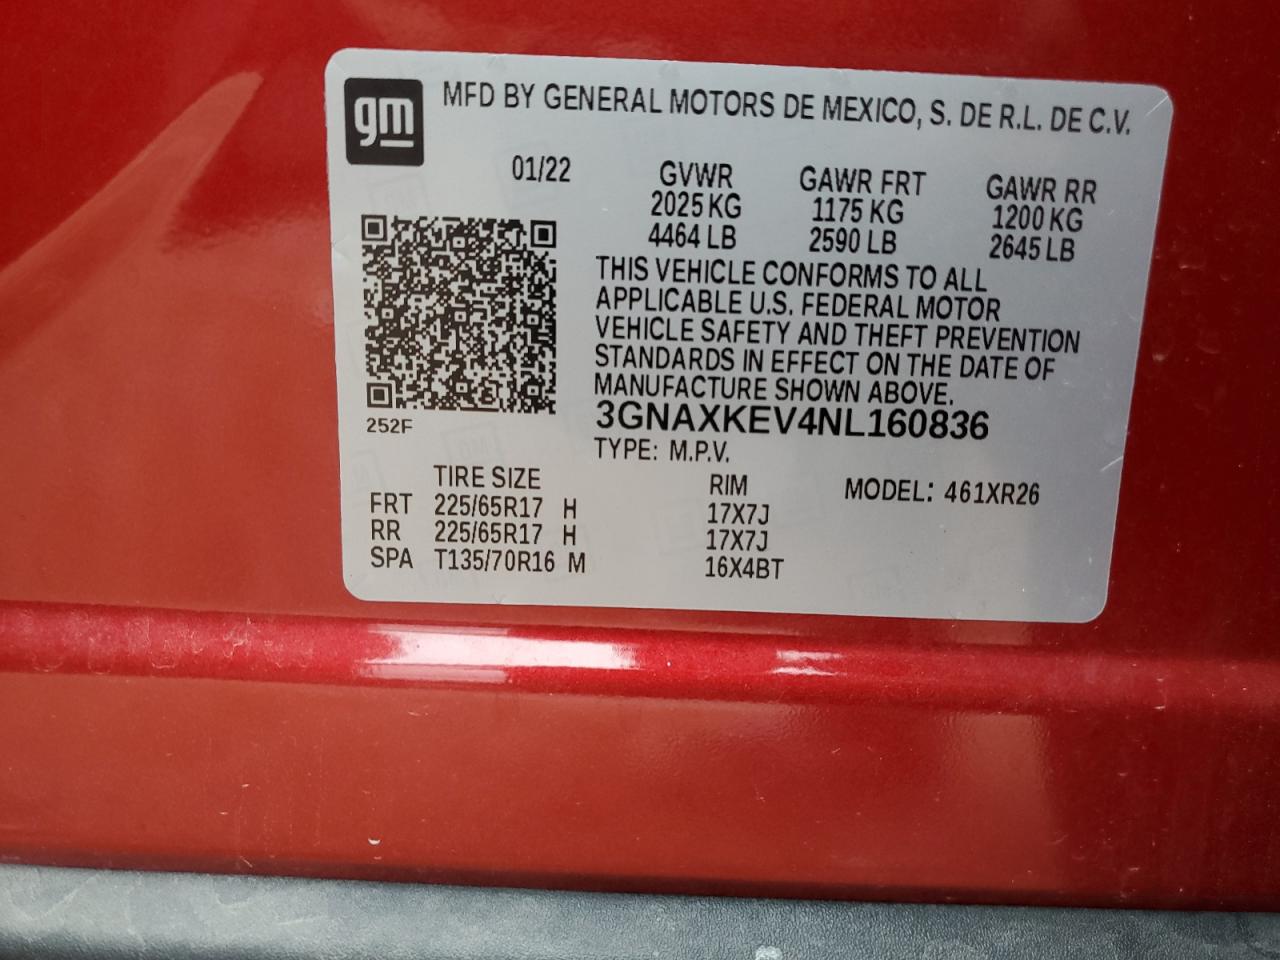 gm
MFD BY GENERAL MOTORS DE MEXICO, S. DE R.L. DE C.V.
01/22 GVWR GAWR FRT GAWR RR
2025 KG 1175 KG 1200 KG
4464 LB 2590 LB 2645 LB
THIS VEHICLE CONFORMS TO ALL
APPLICABLE U.S. FEDERAL MOTOR
VEHICLE SAFETY AND THEFT PREVENTION
STANDARDS IN EFFECT ON THE DATE OF
MANUFACTURE SHOWN ABOVE.
3GNAXKEV4NL160836
252F
TYPE: M.P.V.
TIRE SIZE RIM MODEL: 461XR26
FRT 225/65R17 H 17X7J
RR 225/65R17 H 17X7J
SPA T135/70R16 M 16X4BT